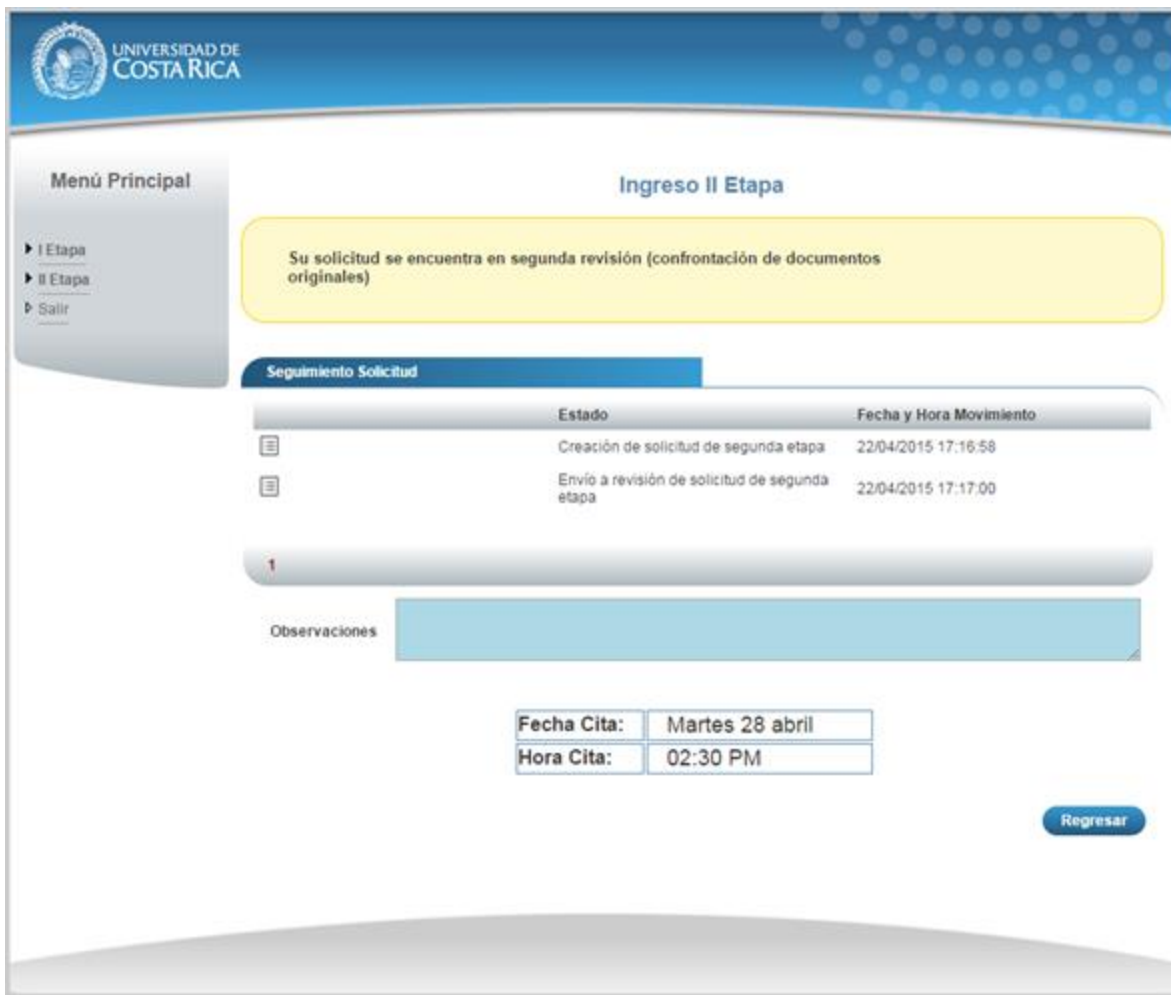 UNIVERSIDAD DE
COSTA RICA
Menú Principal
I Etapa
II Etapa
Salir
Ingreso II Etapa
Su solicitud se encuentra en segunda revisión (confrontación de documentos
originales)
Seguimiento Solicitud
Estado Fecha y Hora Movimiento
Creación de solicitud de segunda etapa 22/04/2015 17:16:58
Envío a revisión de solicitud de segunda
etapa 22/04/2015 17:17:00
1
Observaciones
Fecha Cita: Martes 28 abril
Hora Cita: 02:30 PM
Regresar